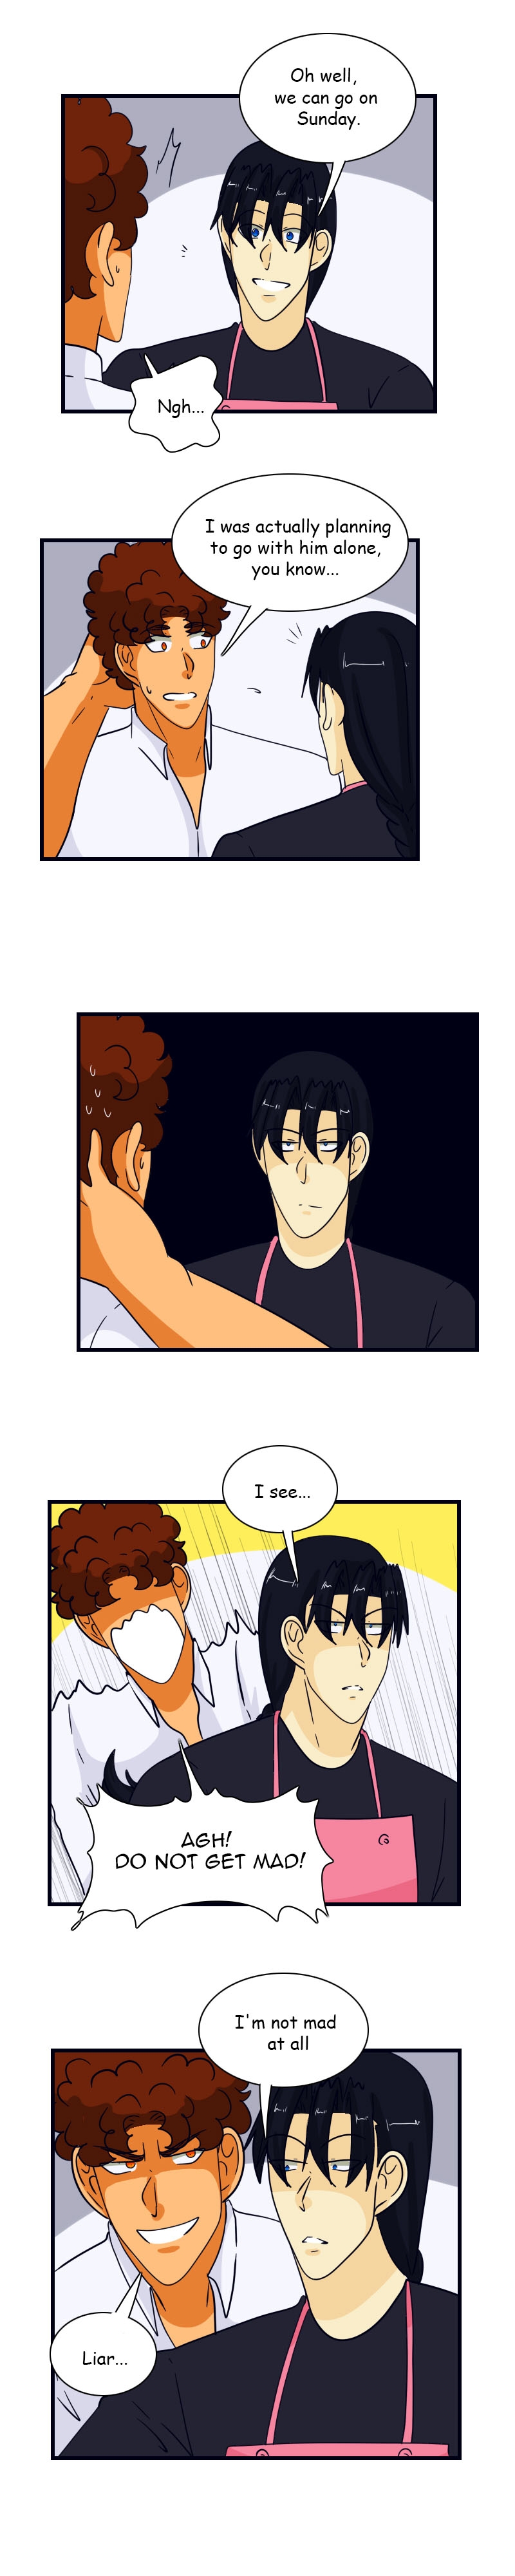 Oh well,
we can go on
Sunday.
Ngh...
I was actually planning
to go with him alone,
you know...
I see...
AGH!
DO NOT GET MAD!
I'm not mad
at all
Liar...